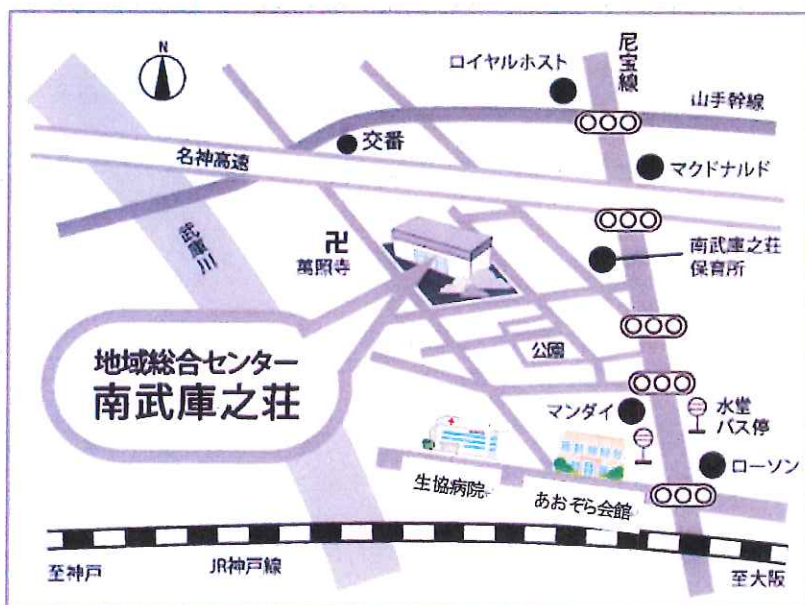 N
ロイヤルホスト
尼宝線
山手幹線
交番
名神高速
マクドナルド
武庫川
卍
萬照寺
南武庫之荘
保育所
地域総合センター
南武庫之荘
公園
マンダイ
水堂
バス停
ローソン
生協病院
あおぞら会館
至神戸
JR神戸線
至大阪